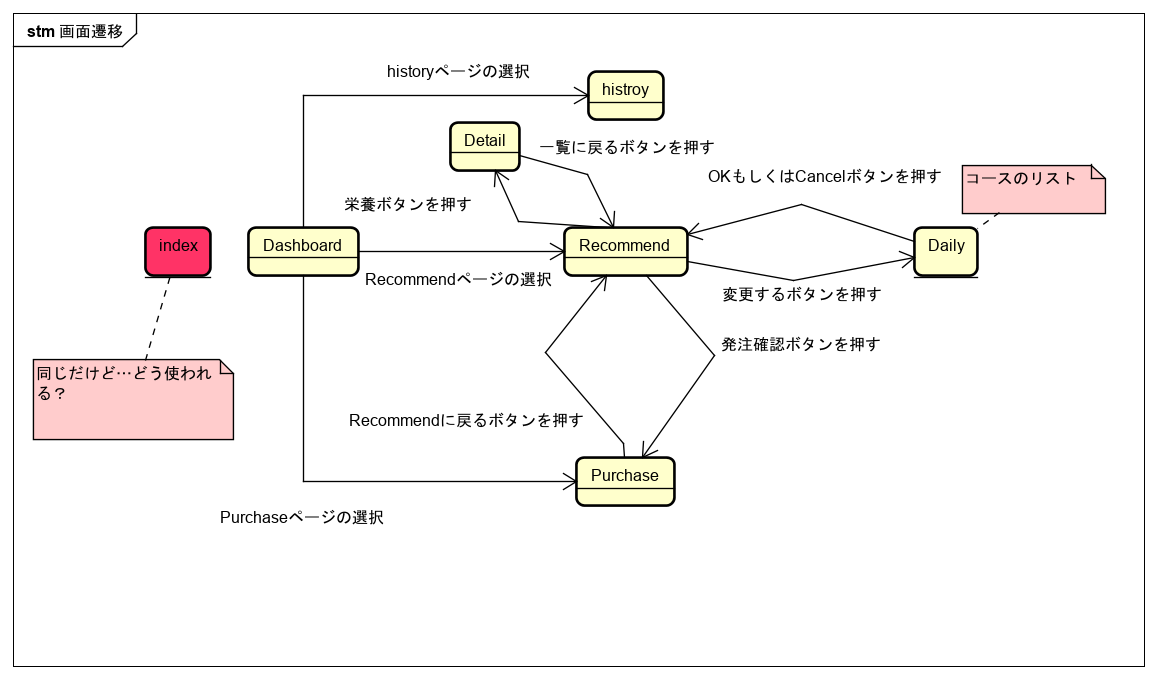 stm 画面遷移
historyページの選択
histroy
Detail
一覧に戻るボタンを押す
OKもしくはCancelボタンを押す
コースのリスト
栄養ボタンを押す
index
Dashboard
Recommend
Daily
Recommendページの選択
変更するボタンを押す
発注確認ボタンを押す
同じだけど…どう使われ
る？
Recommendに戻るボタンを押す
Purchase
Purchaseページの選択